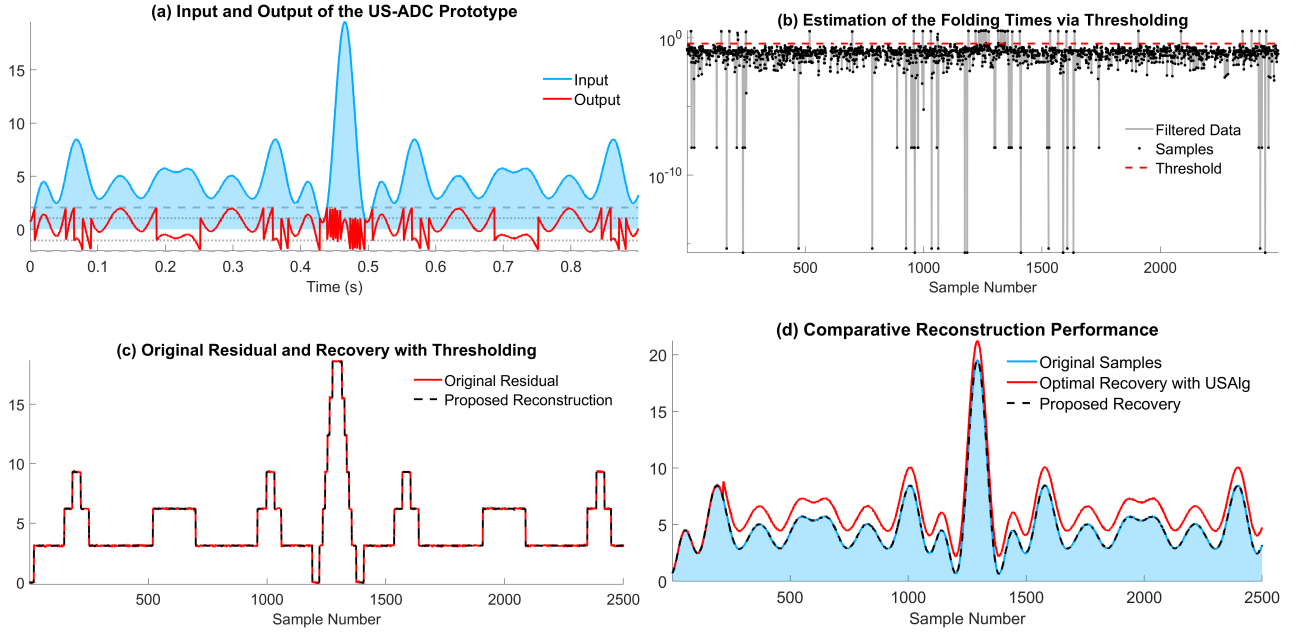 (a) Input and Output of the US-ADC Prototype
15
10
5
0
Input
Output
0 0.1 0.2 0.3 0.4 0.5 0.6 0.7 0.8
Time (s)
(b) Estimation of the Folding Times via Thresholding
10^0
10^-10
Filtered Data
Samples
Threshold
500 1000 1500 2000
Sample Number
(c) Original Residual and Recovery with Thresholding
15
10
5
0
Original Residual
Proposed Reconstruction
500 1000 1500 2000 2500
Sample Number
(d) Comparative Reconstruction Performance
20
15
10
5
0
Original Samples
Optimal Recovery with USAlg
Proposed Recovery
500 1000 1500 2000 2500
Sample Number